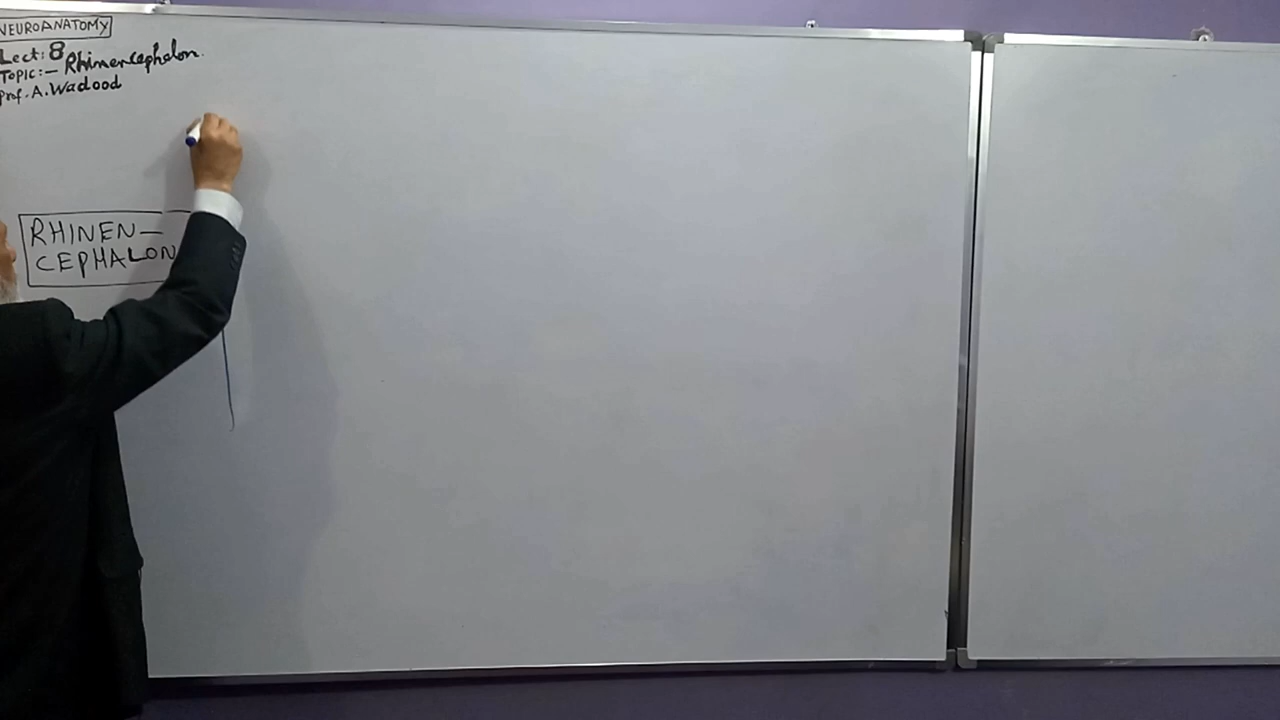 NEUROANATOMY
Lect: 8
Topic:- Rhinencephalon.
Prof. A. Wadood
RHINEN-
CEPHALON